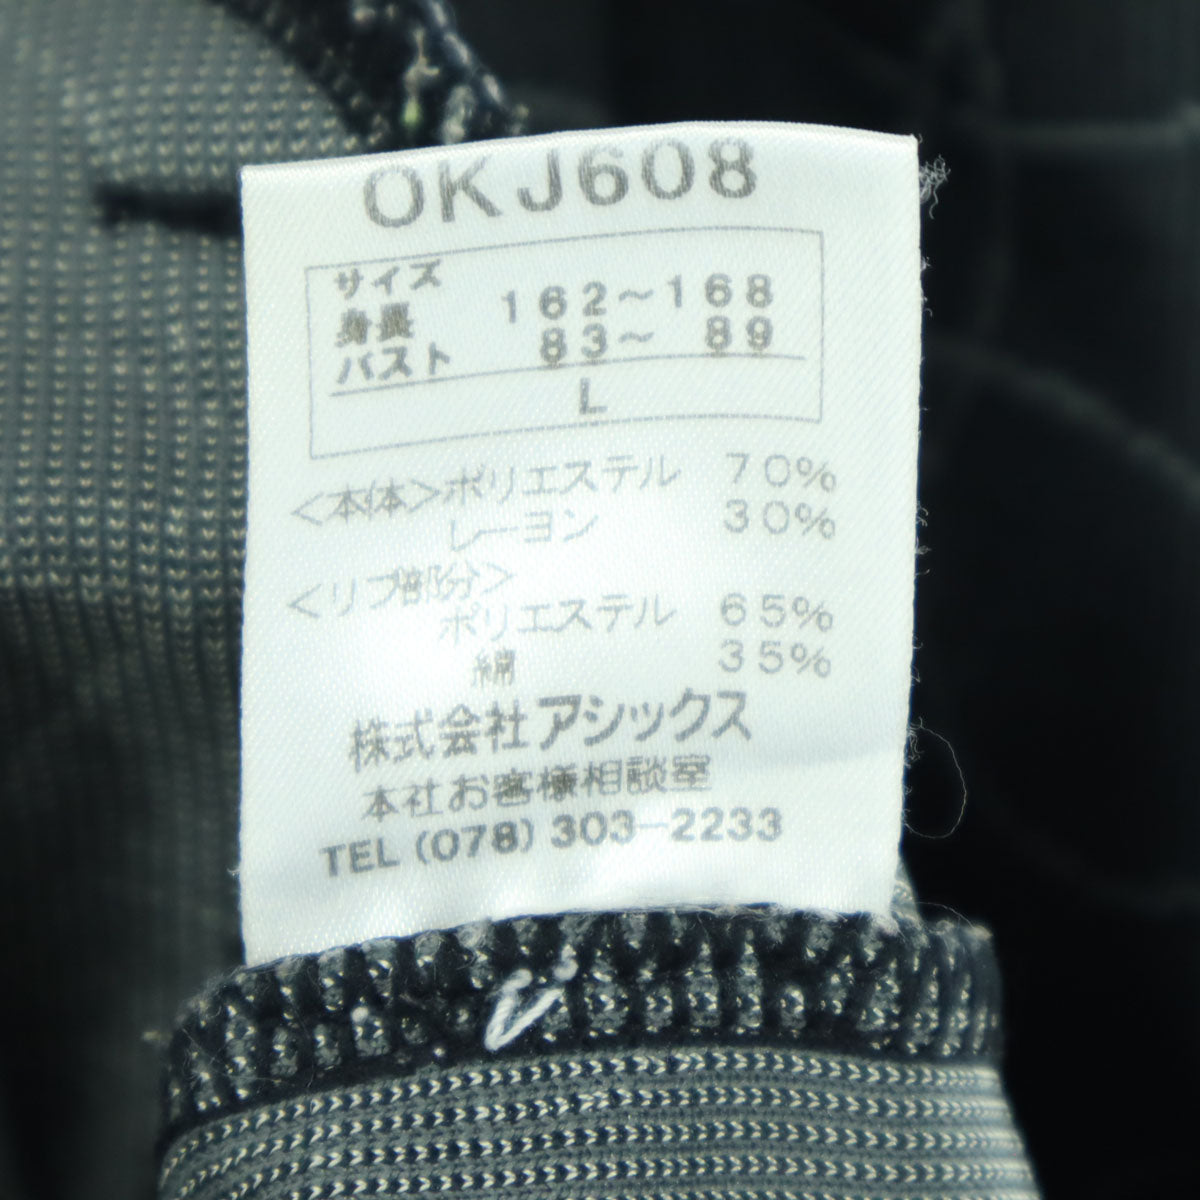 OKJ608
サイズ
身長 162～168
バスト 83～ 89
L
<本体>ポリエステル 70%
レーヨン 30%
<リブ部分>
ポリエステル 65%
綿 35%
株式会社アシックス
本社お客様相談室
TEL (078) 303-2233